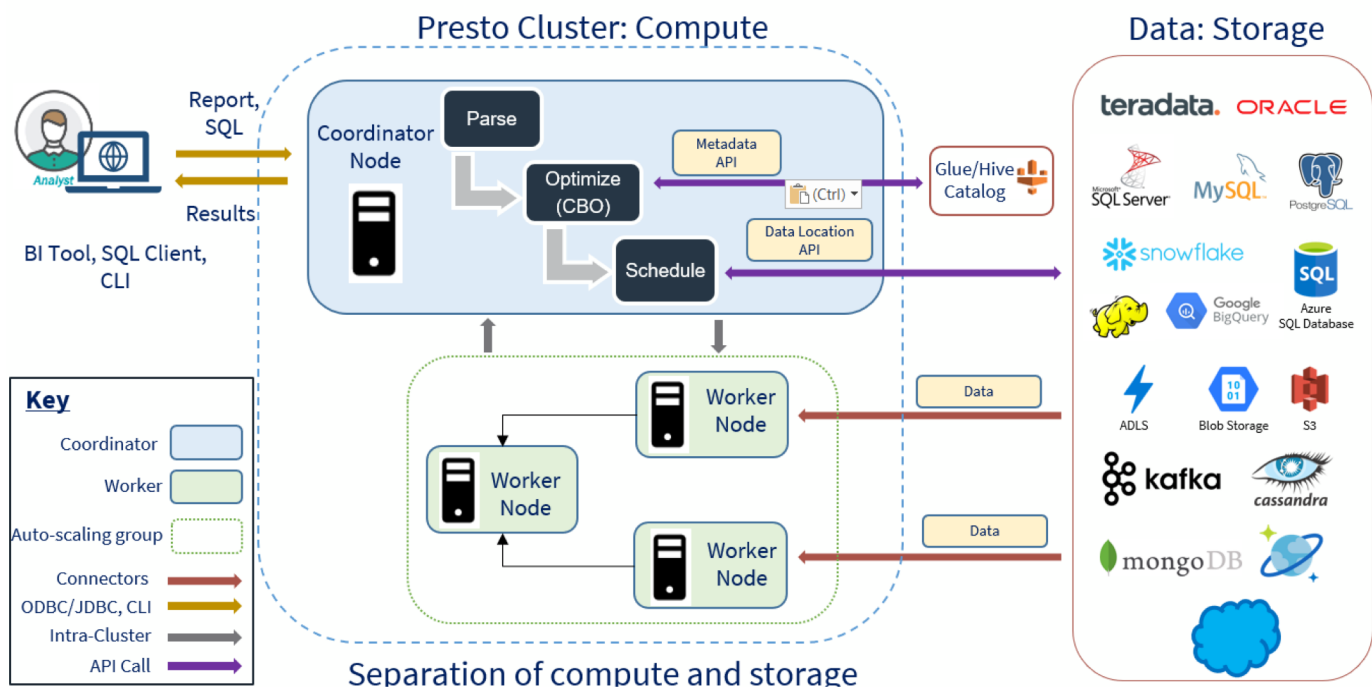 Presto Cluster: Compute
Data: Storage
Report,
SQL
Analyst
Results
BI Tool, SQL Client,
CLI
Coordinator
Node
Parse
Optimize
(CBO)
Schedule
Metadata
API
(Ctrl)
Data Location
API
Glue/Hive
Catalog
teradata.
ORACLE
Microsoft
SQL Server
MySQL
PostgreSQL
snowflake
Google
BigQuery
SQL
Azure
SQL Database
10
01
ADLS
Blob Storage
S3
kafka
cassandra
mongoDB
Worker
Node
Worker
Node
Worker
Node
Data
Data
Key
Coordinator
Worker
Auto-scaling group
Connectors
ODBC/JDBC, CLI
Intra-Cluster
API Call
Separation of compute and storage